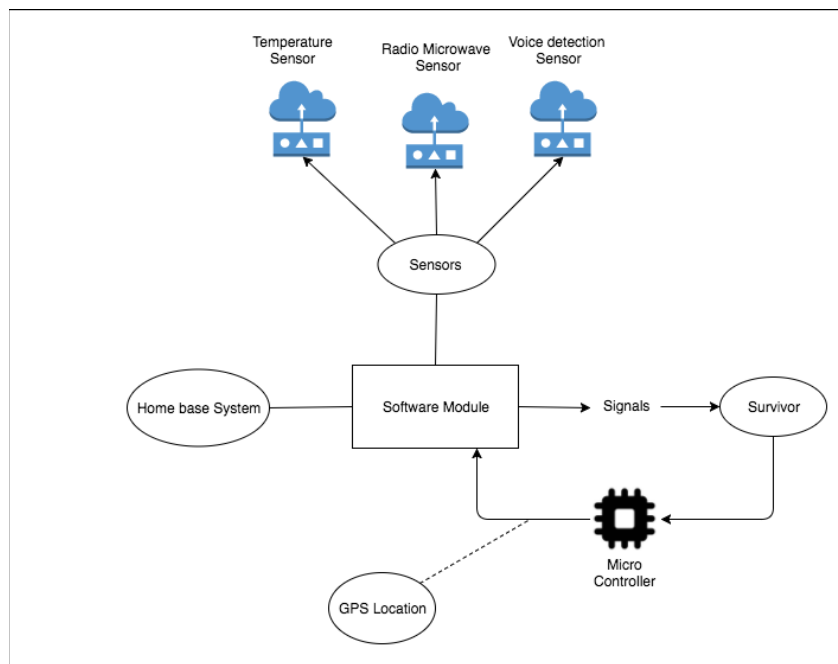 Temperature
Sensor
Radio Microwave
Sensor
Voice detection
Sensor
Sensors
Home base System
Software Module
Signals
Survivor
Micro
Controller
GPS Location